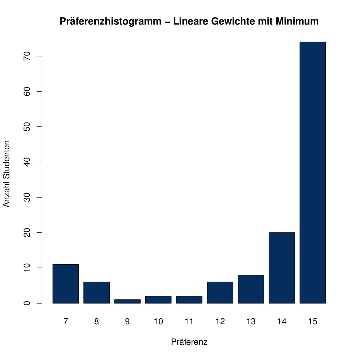 Präferenzhistogramm – Lineare Gewichte mit Minimum
Anzahl Studenten
70
60
50
40
30
20
10
0
7 8 9 10 11 12 13 14 15
Präferenz